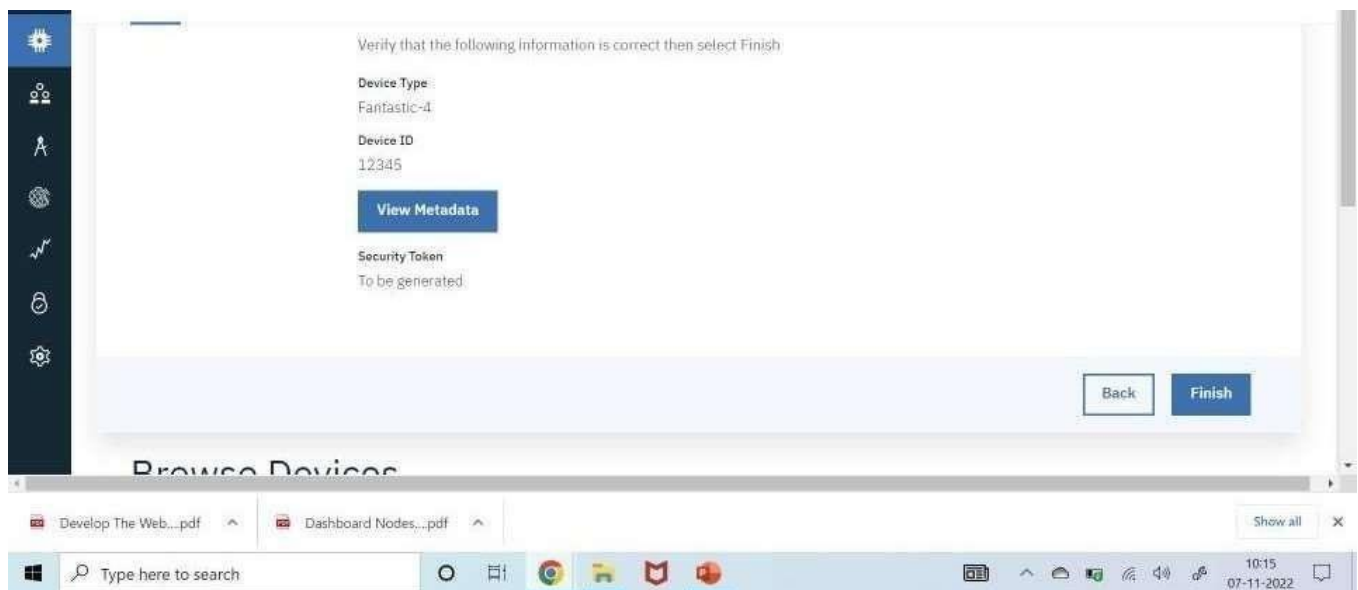 Verify that the following information is correct then select Finish
Device Type
Fantastic-4
Device ID
12345
View Metadata
Security Token
To be generated
Back
Finish
Browse Devices
Develop The Web....pdf
Dashboard Nodes....pdf
Show all
Type here to search
10:15
07-11-2022